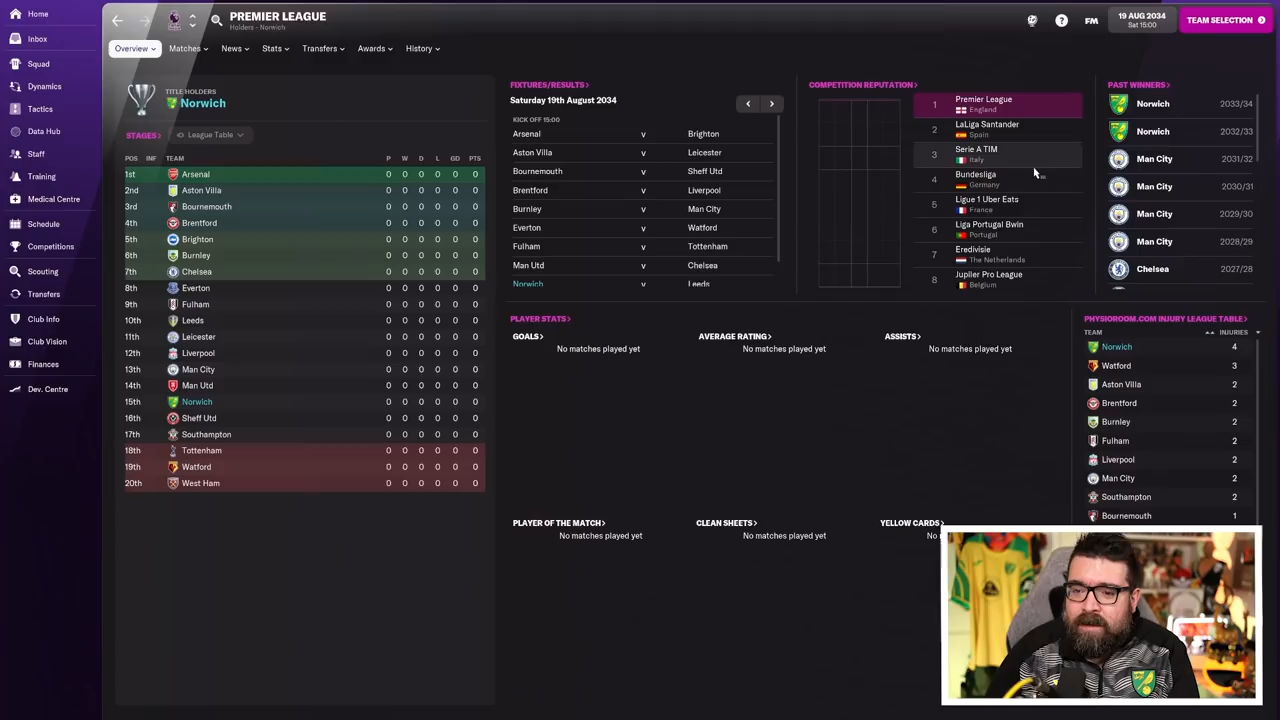 Home
Inbox
Squad
Dynamics
Tactics
Data Hub
Staff
Training
Medical Centre
Schedule
Competitions
Scouting
Transfers
Club Info
Club Vision
Finances
Dev. Centre
PREMIER LEAGUE
Holders - Norwich
FM
19 AUG 2034
Sat 15:00
TEAM SELECTION
Overview
Matches
News
Stats
Transfers
Awards
History
TITLE HOLDERS
Norwich
STAGES
League Table
POS INF TEAM P W D L GD PTS
1st Arsenal 0 0 0 0 0 0
2nd Aston Villa 0 0 0 0 0 0
3rd Bournemouth 0 0 0 0 0 0
4th Brentford 0 0 0 0 0 0
5th Brighton 0 0 0 0 0 0
6th Burnley 0 0 0 0 0 0
7th Chelsea 0 0 0 0 0 0
8th Everton 0 0 0 0 0 0
9th Fulham 0 0 0 0 0 0
10th Leeds 0 0 0 0 0 0
11th Leicester 0 0 0 0 0 0
12th Liverpool 0 0 0 0 0 0
13th Man City 0 0 0 0 0 0
14th Man Utd 0 0 0 0 0 0
15th Norwich 0 0 0 0 0 0
16th Sheff Utd 0 0 0 0 0 0
17th Southampton 0 0 0 0 0 0
18th Tottenham 0 0 0 0 0 0
19th Watford 0 0 0 0 0 0
20th West Ham 0 0 0 0 0 0
FIXTURES/RESULTS
Saturday 19th August 2034
KICK OFF 15:00
Arsenal v Brighton
Aston Villa v Leicester
Bournemouth v Sheff Utd
Brentford v Liverpool
Burnley v Man City
Everton v Watford
Fulham v Tottenham
Man Utd v Chelsea
Norwich v Leeds
COMPETITION REPUTATION
1 Premier League
England
2 LaLiga Santander
Spain
3 Serie A TIM
Italy
4 Bundesliga
Germany
5 Ligue 1 Uber Eats
France
6 Liga Portugal Bwin
Portugal
7 Eredivisie
The Netherlands
8 Jupiler Pro League
Belgium
PAST WINNERS
Norwich 2033/34
Norwich 2032/33
Man City 2031/32
Man City 2030/31
Man City 2029/30
Man City 2028/29
Chelsea 2027/28
PLAYER STATS
GOALS
No matches played yet
AVERAGE RATING
No matches played yet
ASSISTS
No matches played yet
PLAYER OF THE MATCH
No matches played yet
CLEAN SHEETS
No matches played yet
YELLOW CARDS
No
PHYSIOROOM.COM INJURY LEAGUE TABLE
TEAM INJURIES
Norwich 4
Watford 3
Aston Villa 2
Brentford 2
Burnley 2
Fulham 2
Liverpool 2
Man City 2
Southampton 2
Bournemouth 1